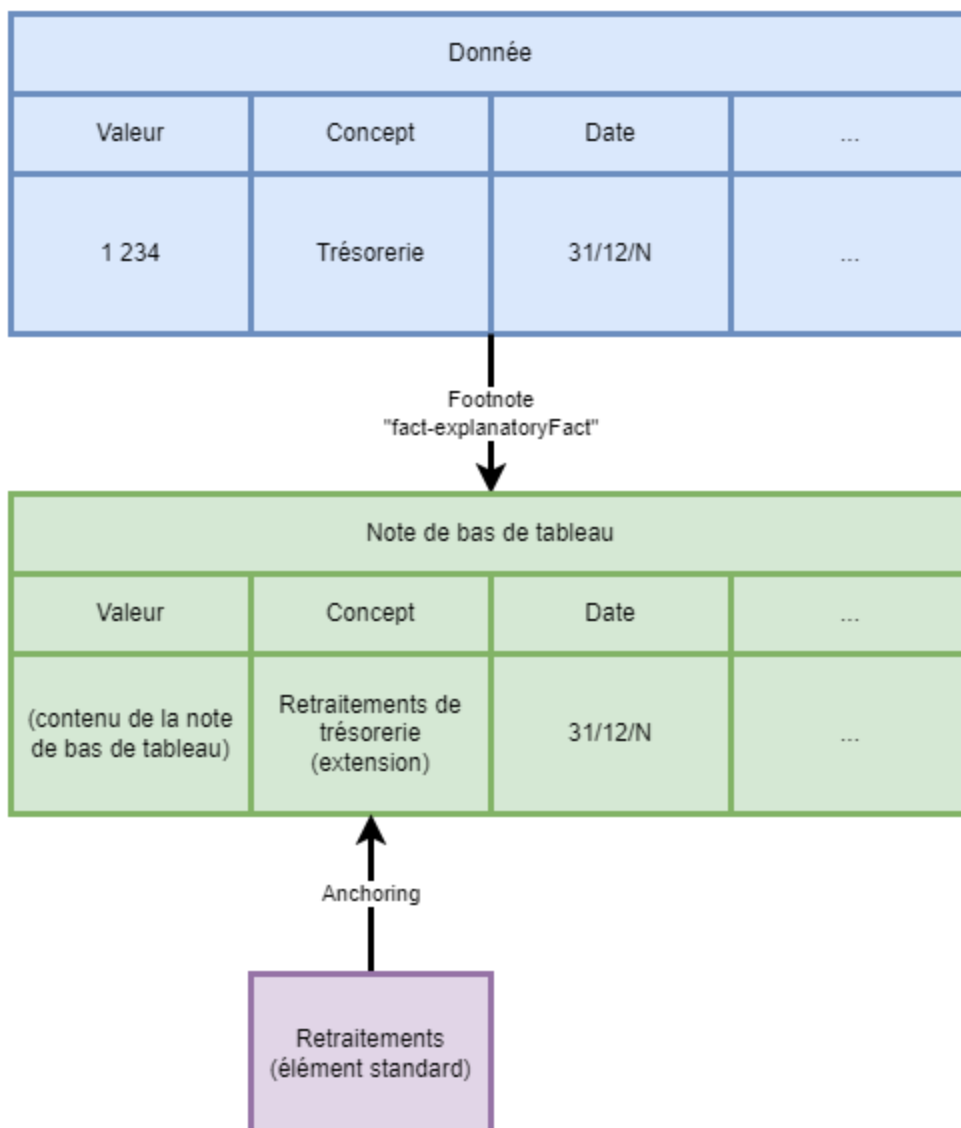 Donnée
Valeur Concept Date ...
1 234 Trésorerie 31/12/N ...
Footnote
"fact-explanatoryFact"
Note de bas de tableau
Valeur Concept Date ...
(contenu de la note
de bas de tableau)
Retraitements de
trésorerie
(extension)
31/12/N
...
Anchoring
Retraitements
(élément standard)